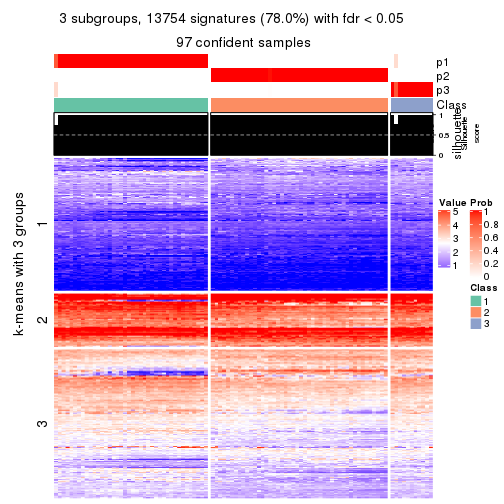 3 subgroups, 13754 signatures (78.0%) with fdr < 0.05
97 confident samples
p1
p2
p3
Class
1
0.5
0
silhouette
Silhouette
score
k-means with 3 groups
1
2
3
Value
5
4
3
2
1
Prob
1
0.8
0.6
0.4
0.2
0
Class
1
2
3